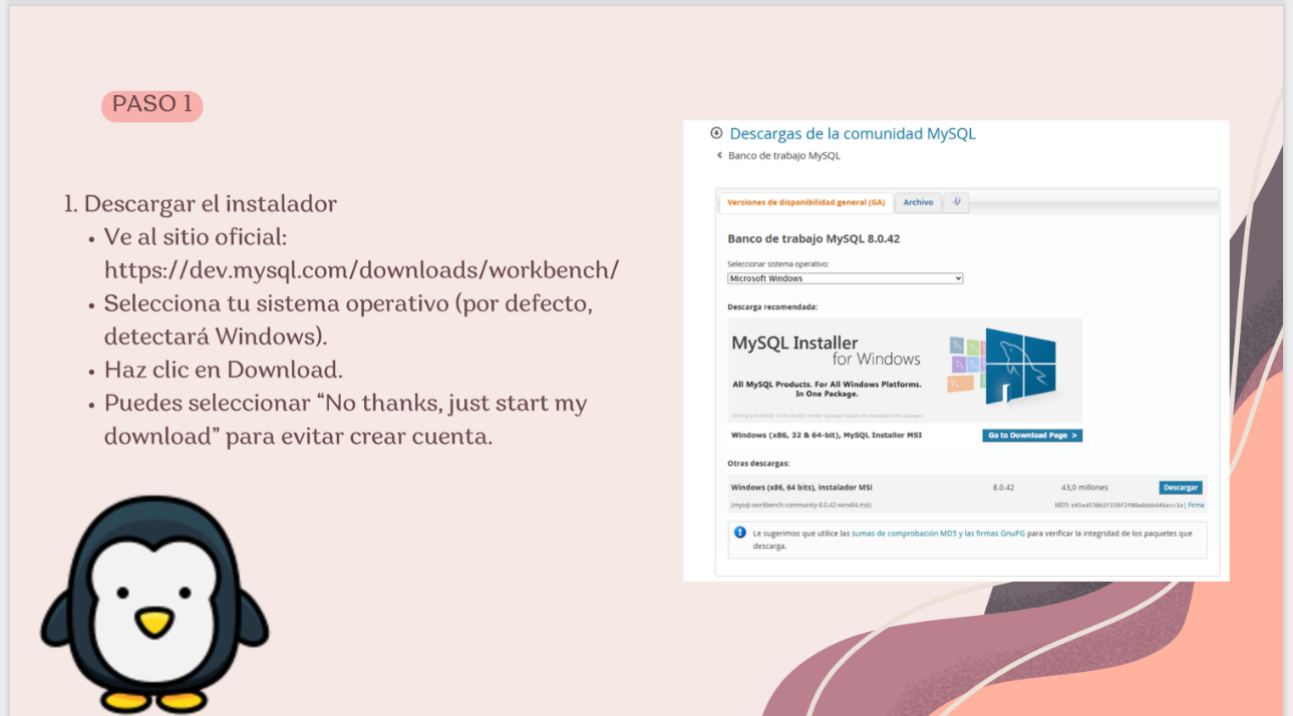 PASO 1
1. Descargar el instalador
• Ve al sitio oficial:
https://dev.mysql.com/downloads/workbench/
• Selecciona tu sistema operativo (por defecto,
detectará Windows).
• Haz clic en Download.
• Puedes seleccionar “No thanks, just start my
download” para evitar crear cuenta.
Descargas de la comunidad MySQL
Banco de trabajo MySQL
Versiones de disponibilidad general (GA) Archivo
Banco de trabajo MySQL 8.0.42
Seleccionar sistema operativo:
Microsoft Windows
Descarga recomendada:
MySQL Installer
for Windows
All MySQL Products. For All Windows Platforms.
In One Package.
Windows (x86, 32 & 64-bit), MySQL Installer MSI Go to Download Page >
Otras descargas:
Windows (x86, 64 bits), instalador MSI 8.0.42 43,0 millones Descargar
(mysql-workbench-community-8.0.42-winx64.msi) MD5: | Firma
Le sugerimos que utilice las sumas de comprobación MD5 y las firmas GnuPG para verificar la integridad de los paquetes que
descarga.